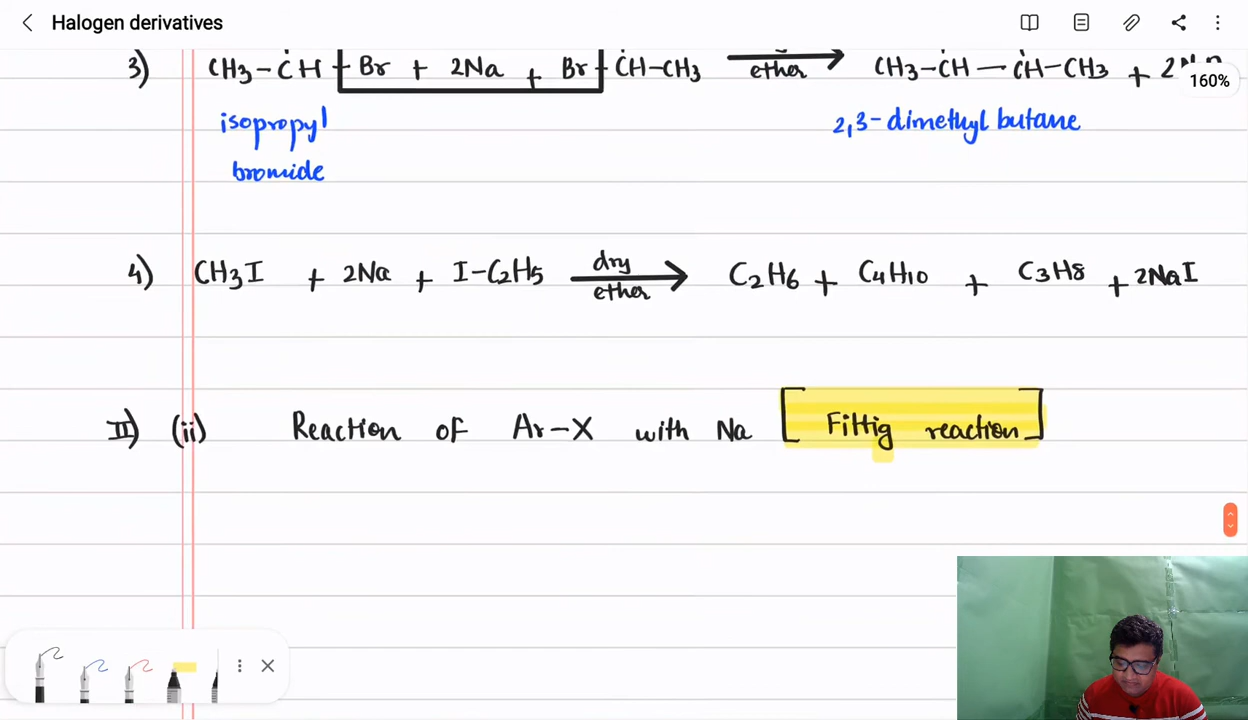 Halogen derivatives
3) CH3-CH Br + 2Na + Br CH-CH3 ether CH3-CH-CH-CH3 +
160%
isopropyl 2,3-dimethyl butane
bromide
4) CH3I + 2Na + I-C2H5 dry ether C2H6 + C4H10 + C3H8 + 2NaI
II) (ii) Reaction of Ar-X with Na [Fittig reaction]